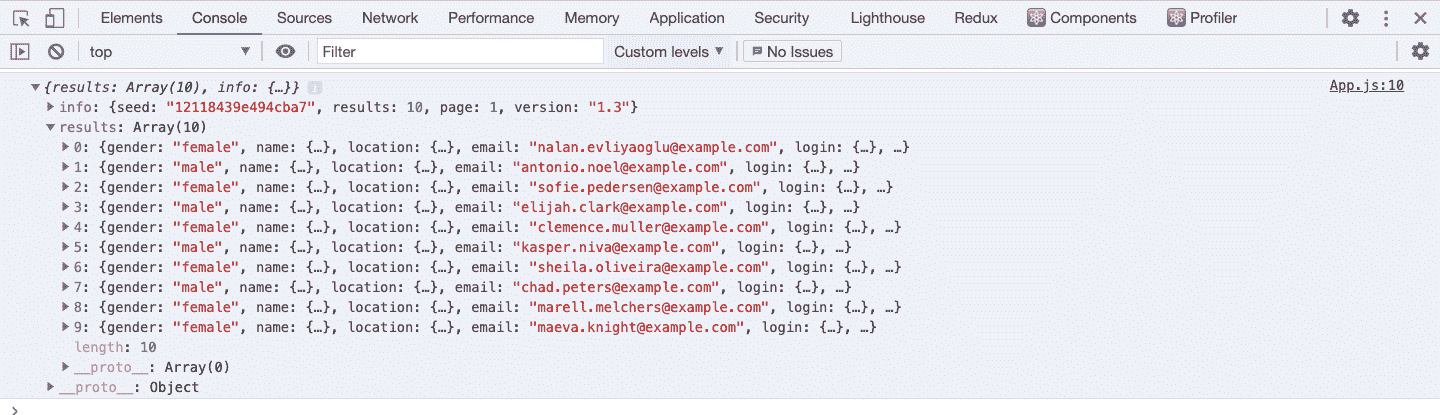 Elements Console Sources Network Performance Memory Application Security Lighthouse Redux Components Profiler
top Filter Custom levels No Issues
{results: Array(10), info: {…}} i App.js:10
info: {seed: "12118439e494cba7", results: 10, page: 1, version: "1.3"}
results: Array(10)
0: {gender: "female", name: {…}, location: {…}, email: "nalan.evliyaoglu@example.com", login: {…}, …}
1: {gender: "male", name: {…}, location: {…}, email: "antonio.noel@example.com", login: {…}, …}
2: {gender: "female", name: {…}, location: {…}, email: "sofie.pedersen@example.com", login: {…}, …}
3: {gender: "male", name: {…}, location: {…}, email: "elijah.clark@example.com", login: {…}, …}
4: {gender: "female", name: {…}, location: {…}, email: "clemence.muller@example.com", login: {…}, …}
5: {gender: "male", name: {…}, location: {…}, email: "kasper.niva@example.com", login: {…}, …}
6: {gender: "female", name: {…}, location: {…}, email: "sheila.oliveira@example.com", login: {…}, …}
7: {gender: "male", name: {…}, location: {…}, email: "chad.peters@example.com", login: {…}, …}
8: {gender: "female", name: {…}, location: {…}, email: "marell.melchers@example.com", login: {…}, …}
9: {gender: "female", name: {…}, location: {…}, email: "maeva.knight@example.com", login: {…}, …}
length: 10
__proto__: Array(0)
__proto__: Object